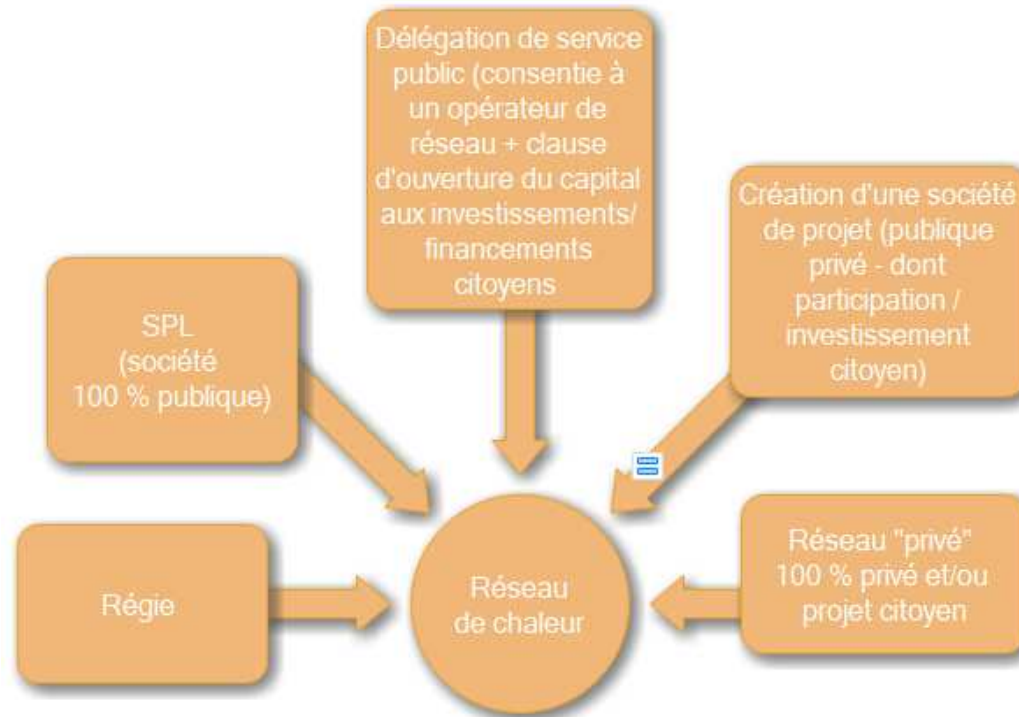 Délégation de service
public (consentie à
un opérateur de
réseau + clause
d'ouverture du capital
aux investissements/
financements
citoyens
Création d'une société
de projet (publique
privé - dont
participation /
investissement
citoyen)
SPL
(société
100 % publique)
Régie
Réseau
de chaleur
Réseau "privé"
100 % privé et/ou
projet citoyen